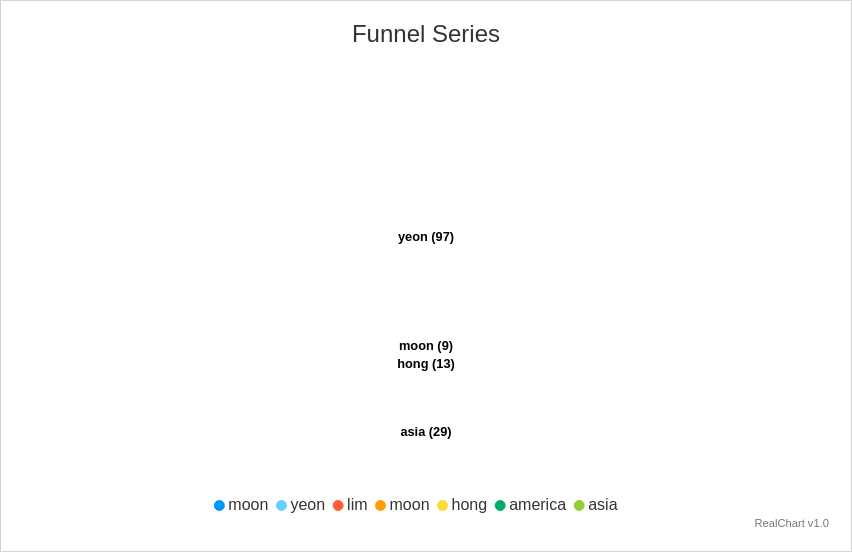 Funnel Series
yeon (97)
moon (9)
hong (13)
asia (29)
moon yeon lim moon hong america asia
RealChart v1.0